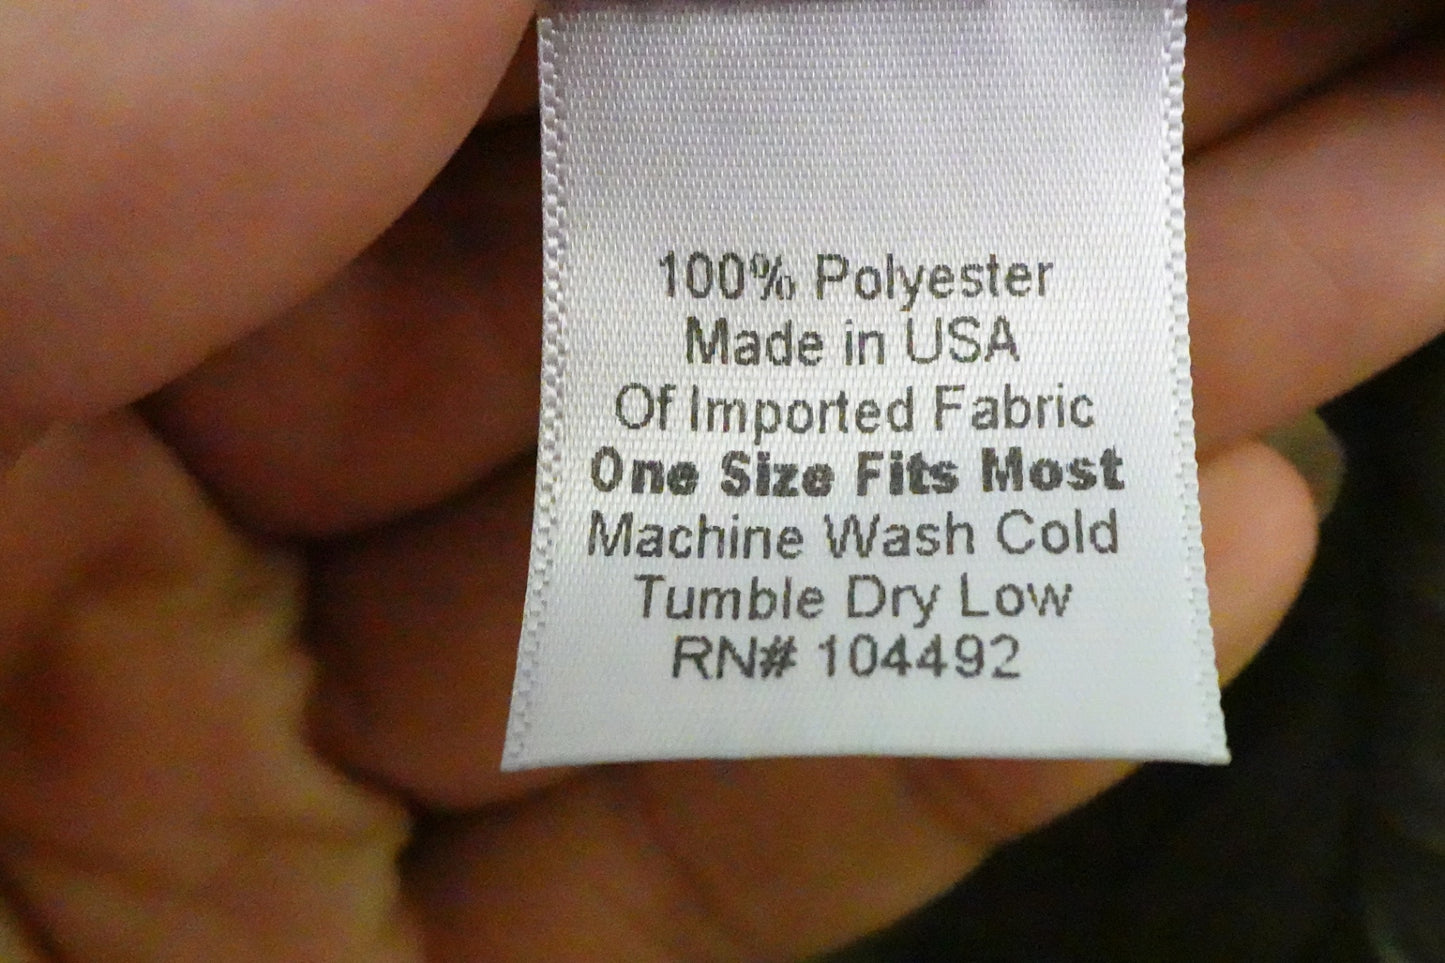 100% Polyester
Made in USA
Of Imported Fabric
One Size Fits Most
Machine Wash Cold
Tumble Dry Low
RN# 104492